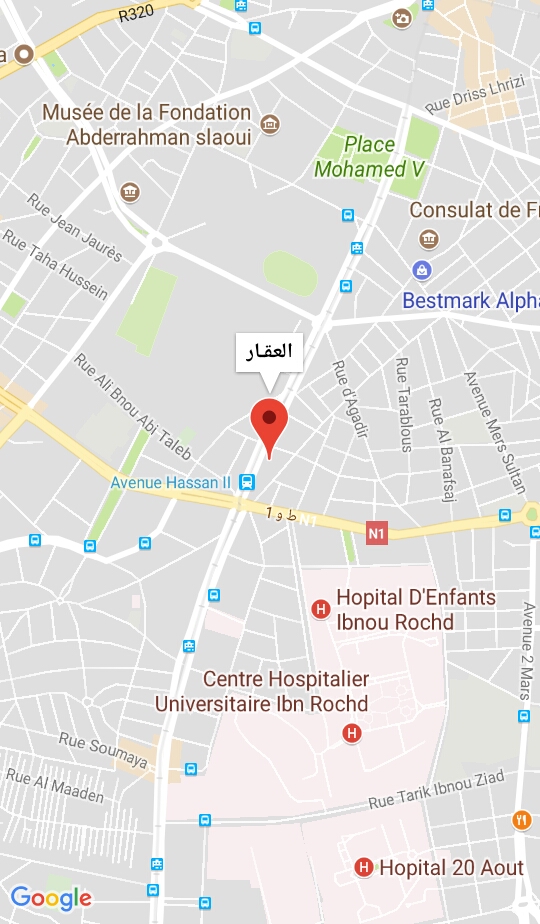 R320
a
Rue Driss Lhrizi
Musée de la Fondation
Abderrahman slaoui
Place
Mohamed V
Rue Jean Jaurès
Consulat de Fr
Rue Taha Hussein
Bestmark Alpha
العقار
Rue Ali Bnou Abi Taleb
Rue d'Agadir
Rue Tarablous
Rue Al Banafsaj
Avenue Mers Sultan
Avenue Hassan II
ط و 1
N1
N1
H
Hopital D'Enfants
Ibnou Rochd
Avenue 2 Mars
Centre Hospitalier
Universitaire Ibn Rochd
H
Rue Soumaya
Rue Al Maaden
Rue Tarik Ibnou Ziad
H
Hopital 20 Aout
Google